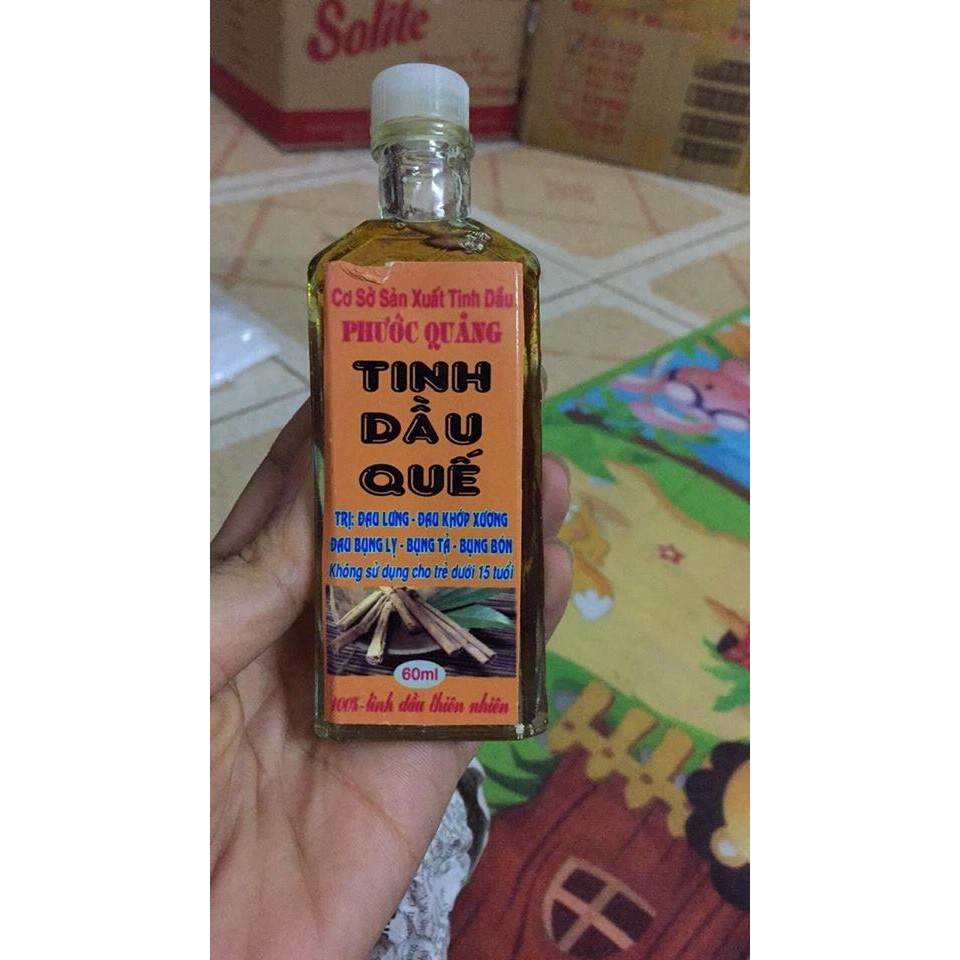 Solite
Cơ Sở Sản Xuất Tinh Dầu
PHƯỚC QUẢNG
TINH
DẦU
QUẾ
TRỊ: ĐAU LƯNG - ĐAU KHỚP XƯƠNG
ĐAU BỤNG LỴ - BỤNG TẢ - BỤNG BÓN
Không sử dụng cho trẻ dưới 15 tuổi
60ml
100% tinh dầu thiên nhiên